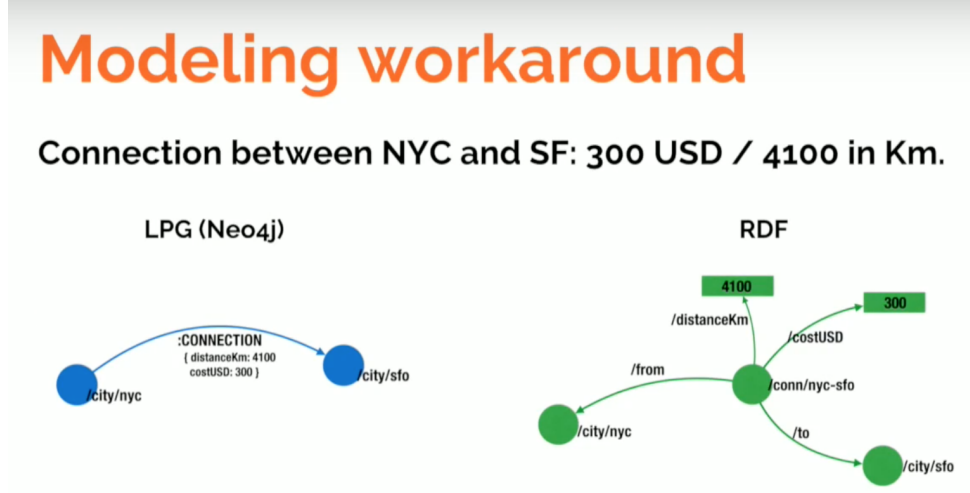 Modeling workaround
Connection between NYC and SF: 300 USD / 4100 in Km.
LPG (Neo4j)
:CONNECTION
{ distanceKm: 4100
costUSD: 300 }
/city/nyc
/city/sfo
RDF
4100
300
/distanceKm
/costUSD
/from
/conn/nyc-sfo
/city/nyc
/to
/city/sfo